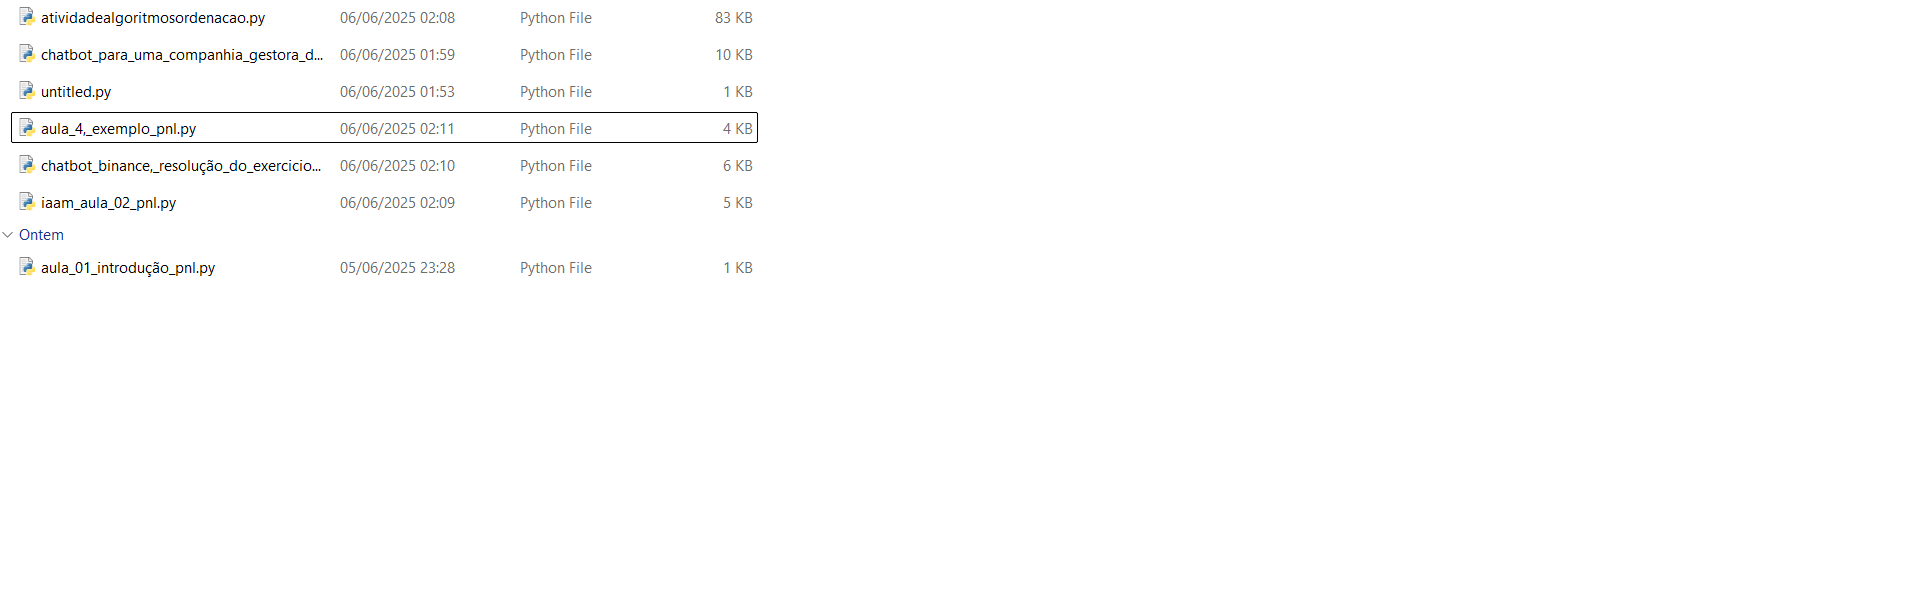 atividadealgoritmosordenacao.py 06/06/2025 02:08 Python File 83 KB
chatbot_para_uma_companhia_gestora_d... 06/06/2025 01:59 Python File 10 KB
untitled.py 06/06/2025 01:53 Python File 1 KB
aula_4,_exemplo_pnl.py 06/06/2025 02:11 Python File 4 KB
chatbot_binance,_resolução_do_exercicio... 06/06/2025 02:10 Python File 6 KB
iaam_aula_02_pnl.py 06/06/2025 02:09 Python File 5 KB
Ontem
aula_01_introdução_pnl.py 05/06/2025 23:28 Python File 1 KB